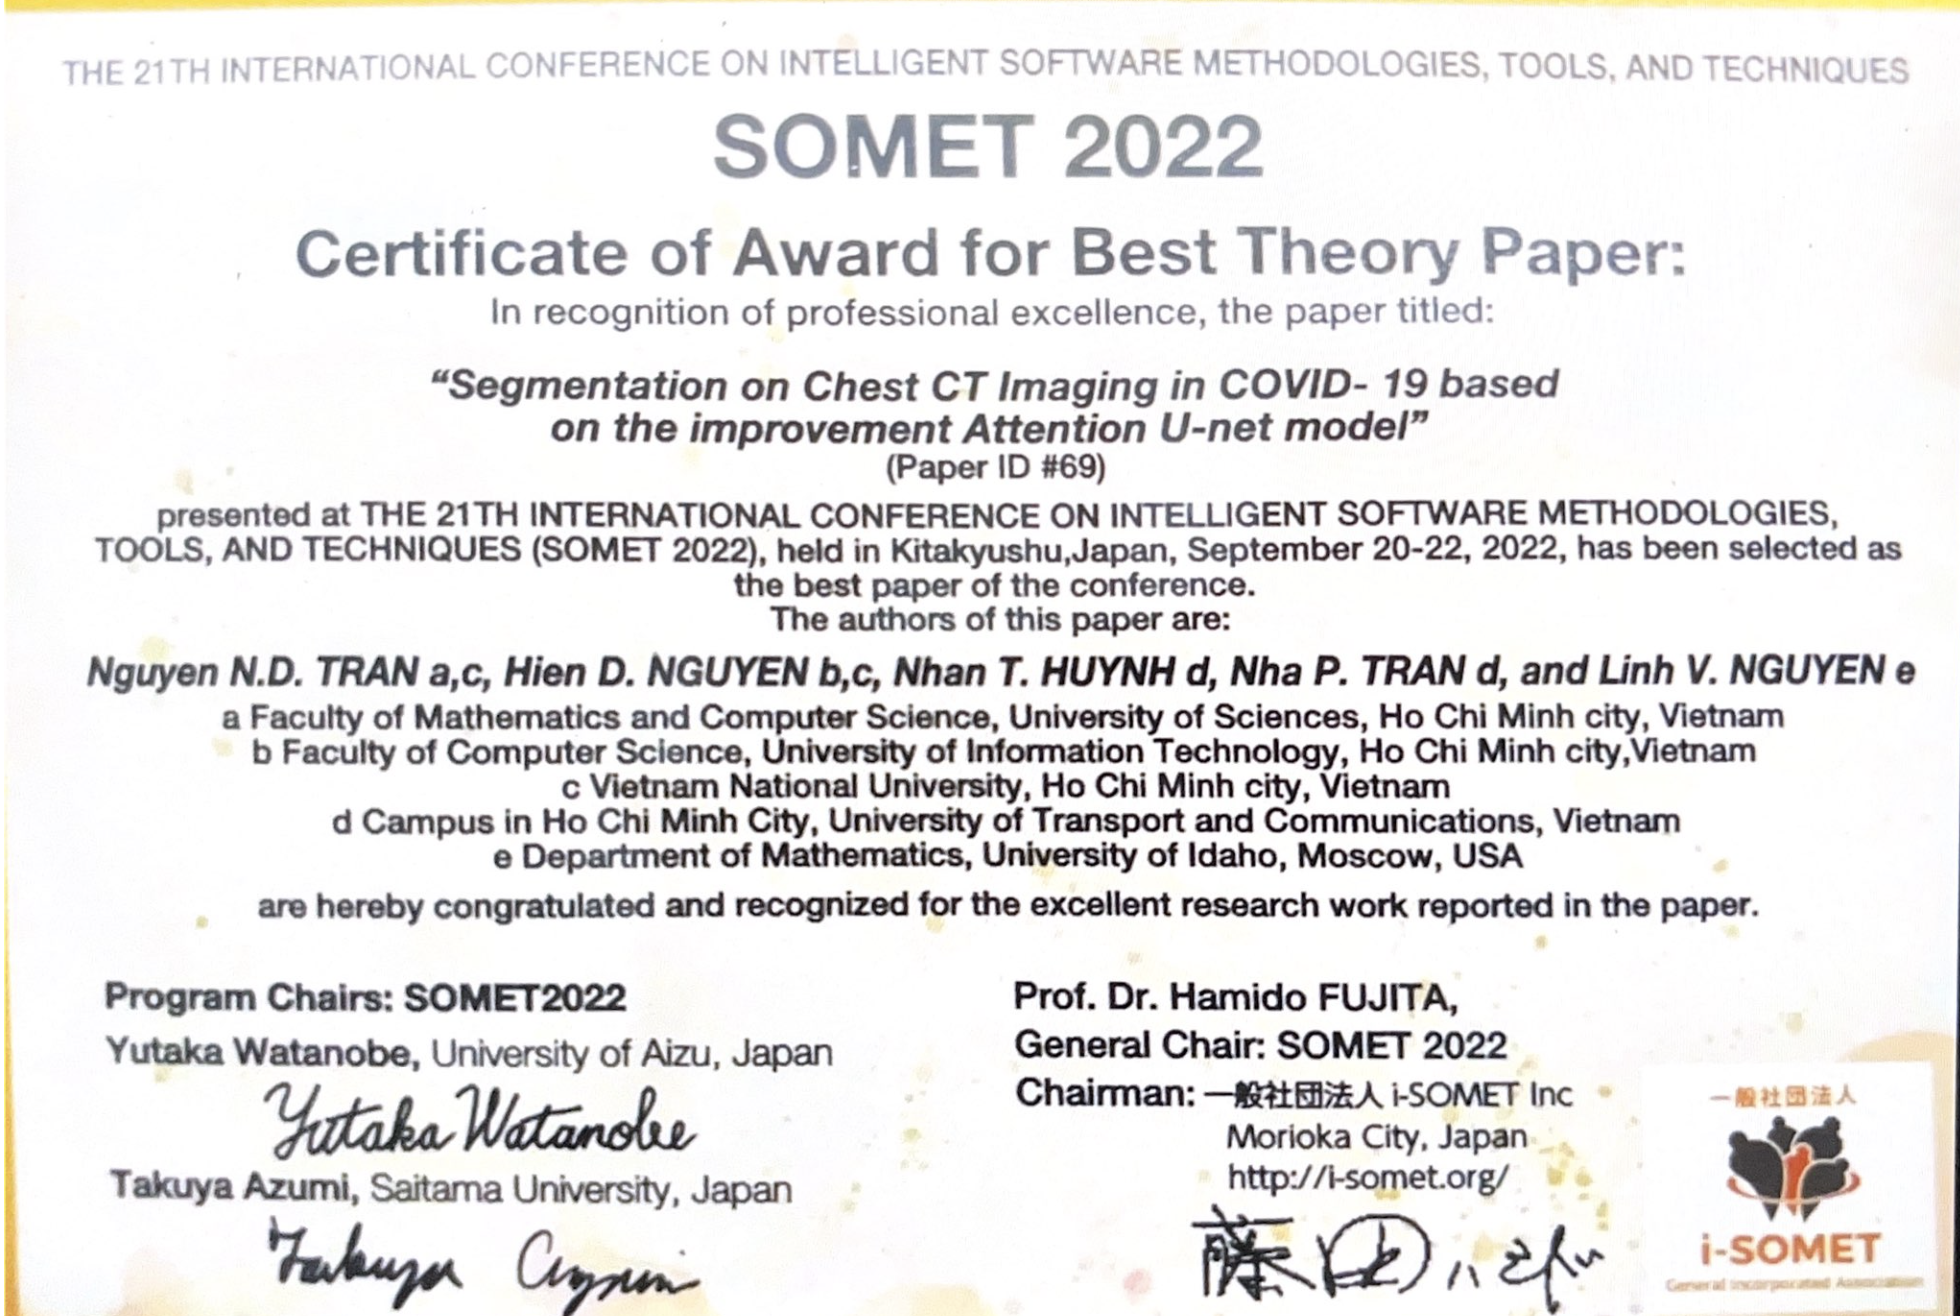 THE 21TH INTERNATIONAL CONFERENCE ON INTELLIGENT SOFTWARE METHODOLOGIES, TOOLS, AND TECHNIQUES
SOMET 2022
Certificate of Award for Best Theory Paper:
In recognition of professional excellence, the paper titled:
“Segmentation on Chest CT Imaging in COVID- 19 based
on the improvement Attention U-net model”
(Paper ID #69)
presented at THE 21TH INTERNATIONAL CONFERENCE ON INTELLIGENT SOFTWARE METHODOLOGIES,
TOOLS, AND TECHNIQUES (SOMET 2022), held in Kitakyushu,Japan, September 20-22, 2022, has been selected as
the best paper of the conference.
The authors of this paper are:
Nguyen N.D. TRAN a,c, Hien D. NGUYEN b,c, Nhan T. HUYNH d, Nha P. TRAN d, and Linh V. NGUYEN e
a Faculty of Mathematics and Computer Science, University of Sciences, Ho Chi Minh city, Vietnam
b Faculty of Computer Science, University of Information Technology, Ho Chi Minh city,Vietnam
c Vietnam National University, Ho Chi Minh city, Vietnam
d Campus in Ho Chi Minh City, University of Transport and Communications, Vietnam
e Department of Mathematics, University of Idaho, Moscow, USA
are hereby congratulated and recognized for the excellent research work reported in the paper.
Program Chairs: SOMET2022
Yutaka Watanobe, University of Aizu, Japan
Yutaka Watanobe
Takuya Azumi, Saitama University, Japan
Takuya Azumi
Prof. Dr. Hamido FUJITA,
General Chair: SOMET 2022
Chairman: 一般社団法人 i-SOMET Inc
Morioka City, Japan
http://i-somet.org/
一般社団法人
i-SOMET
General Incorporated Association